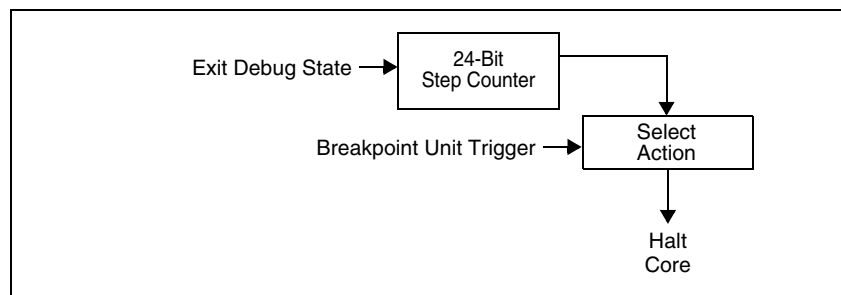 24-Bit
Step Counter
Exit Debug State
Select
Action
Breakpoint Unit Trigger
Halt
Core